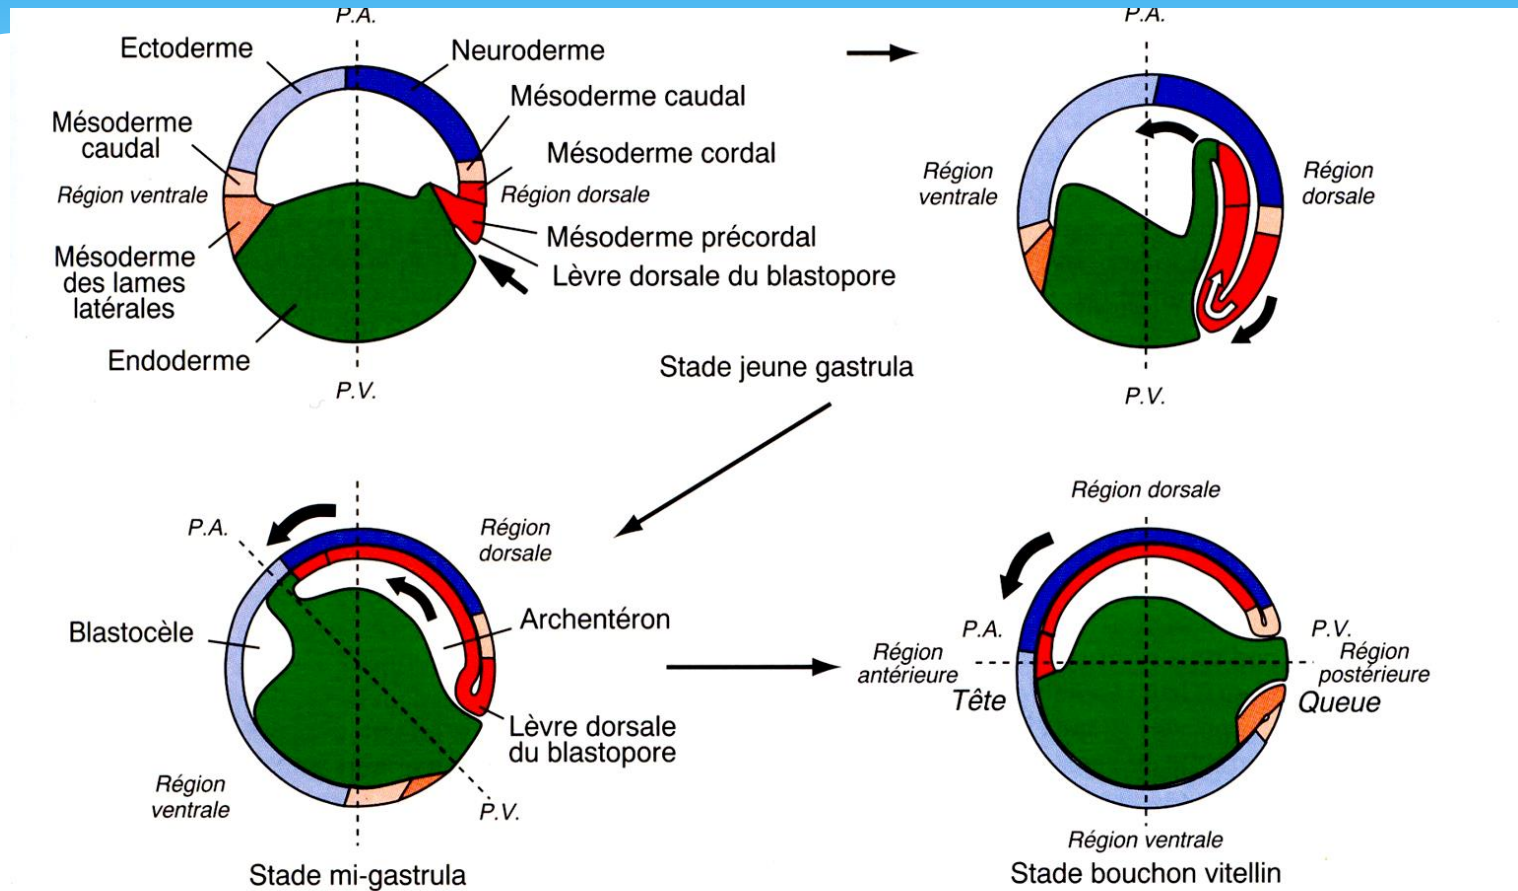 P.A.
Ectoderme
Neuroderme
Mésoderme caudal
Mésoderme
caudal
Mésoderme cordal
Région ventrale
Région dorsale
Mésoderme précordal
Lèvre dorsale du blastopore
Mésoderme
des lames
latérales
Endoderme
P.V.
P.A.
Région
ventrale
Région
dorsale
P.V.
Stade jeune gastrula
P.A.
Région
dorsale
Blastocèle
Archentéron
Lèvre dorsale
du blastopore
Région
ventrale
P.V.
Stade mi-gastrula
Région dorsale
P.A.
Région
antérieure
Tête
P.V.
Région
postérieure
Queue
Région ventrale
Stade bouchon vitellin